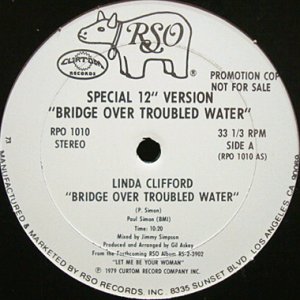 RSO
CURTOM
RECORDS
PROMOTION COP
NOT FOR SALE
SPECIAL 12" VERSION
"BRIDGE OVER TROUBLED WATER"
RPO 1010
STEREO
33 1/3 RPM
SIDE A
(RPO 1010 AS)
LINDA CLIFFORD
"BRIDGE OVER TROUBLED WATER"
(P. Simon)
Paul Simon (BMI)
Time: 10:20
Mixed by Jimmy Simpson
Produced and Arranged by Gil Askey
From the Forthcoming RSO Album RS-2-3902
"LET ME BE YOUR WOMAN"
℗ 1979 CURTOM RECORD COMPANY INC.
MANUFACTURED & MARKETED BY RSO RECORDS INC. 8335 SUNSET BLVD. LOS ANGELES, CA 90069